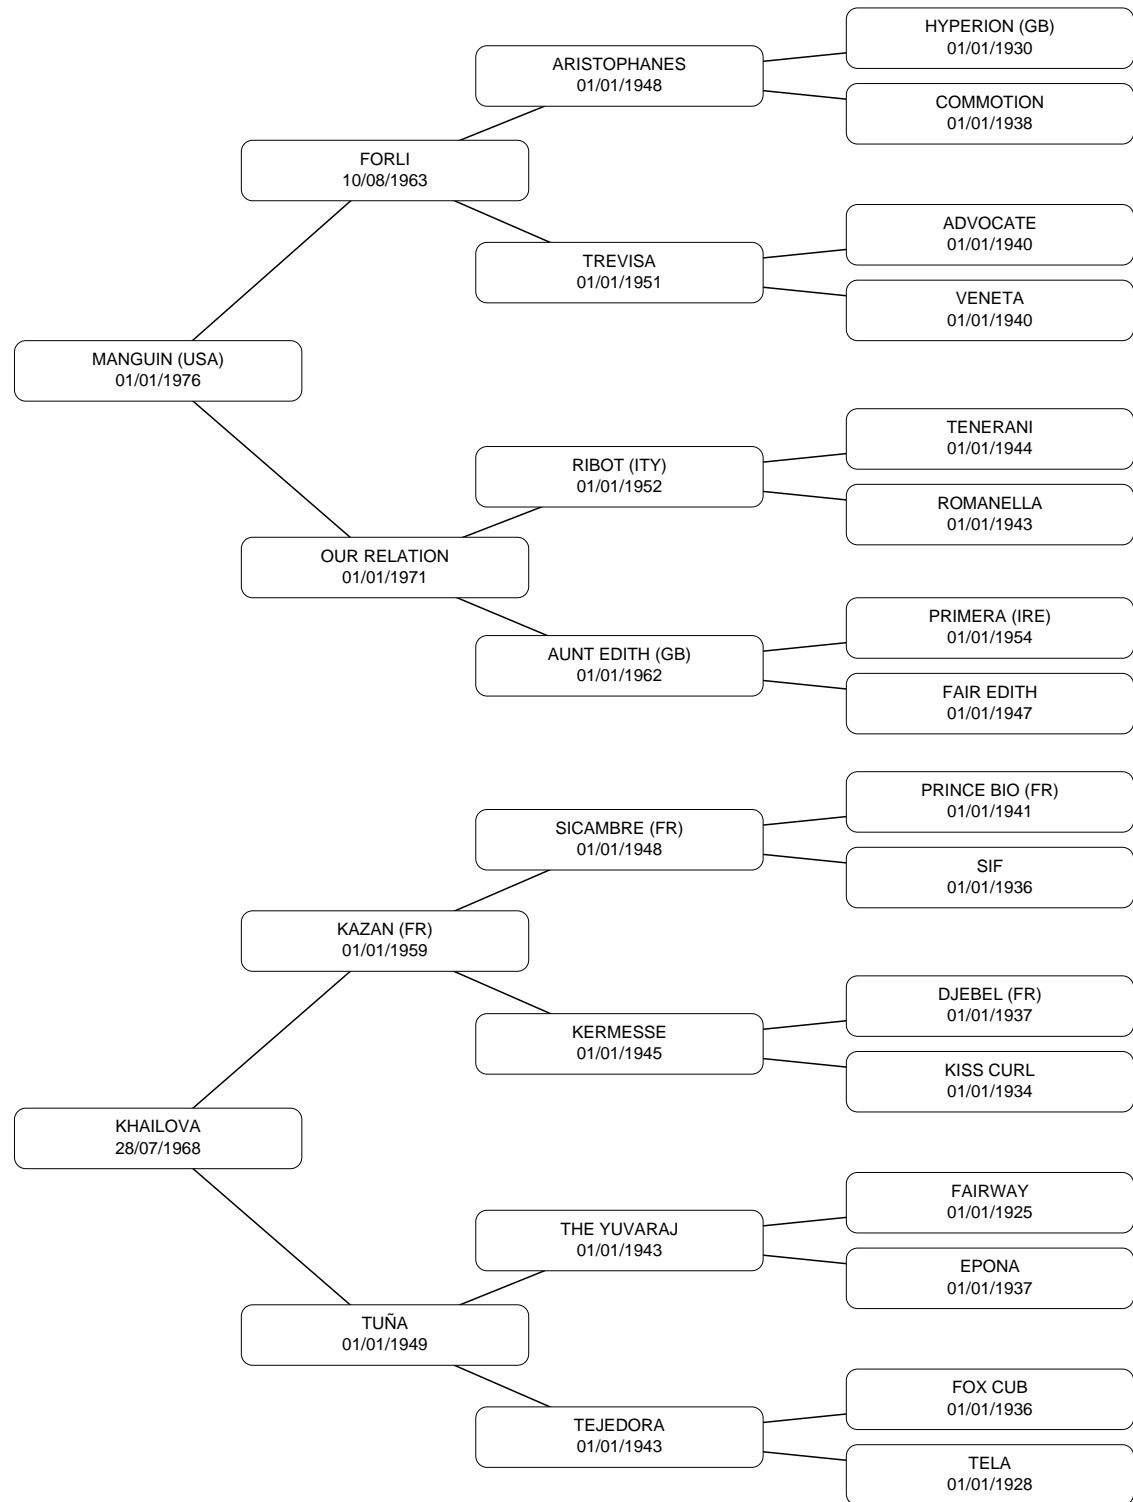 HYPERION (GB)
01/01/1930
ARISTOPHANES
01/01/1948
COMMOTION
01/01/1938
FORLI
10/08/1963
ADVOCATE
01/01/1940
TREVISA
01/01/1951
VENETA
01/01/1940
MANGUIN (USA)
01/01/1976
TENERANI
01/01/1944
RIBOT (ITY)
01/01/1952
ROMANELLA
01/01/1943
OUR RELATION
01/01/1971
PRIMERA (IRE)
01/01/1954
AUNT EDITH (GB)
01/01/1962
FAIR EDITH
01/01/1947
PRINCE BIO (FR)
01/01/1941
SICAMBRE (FR)
01/01/1948
SIF
01/01/1936
KAZAN (FR)
01/01/1959
DJEBEL (FR)
01/01/1937
KERMESSE
01/01/1945
KISS CURL
01/01/1934
KHAILOVA
28/07/1968
FAIRWAY
01/01/1925
THE YUVARAJ
01/01/1943
EPONA
01/01/1937
TUÑA
01/01/1949
FOX CUB
01/01/1936
TEJEDORA
01/01/1943
TELA
01/01/1928